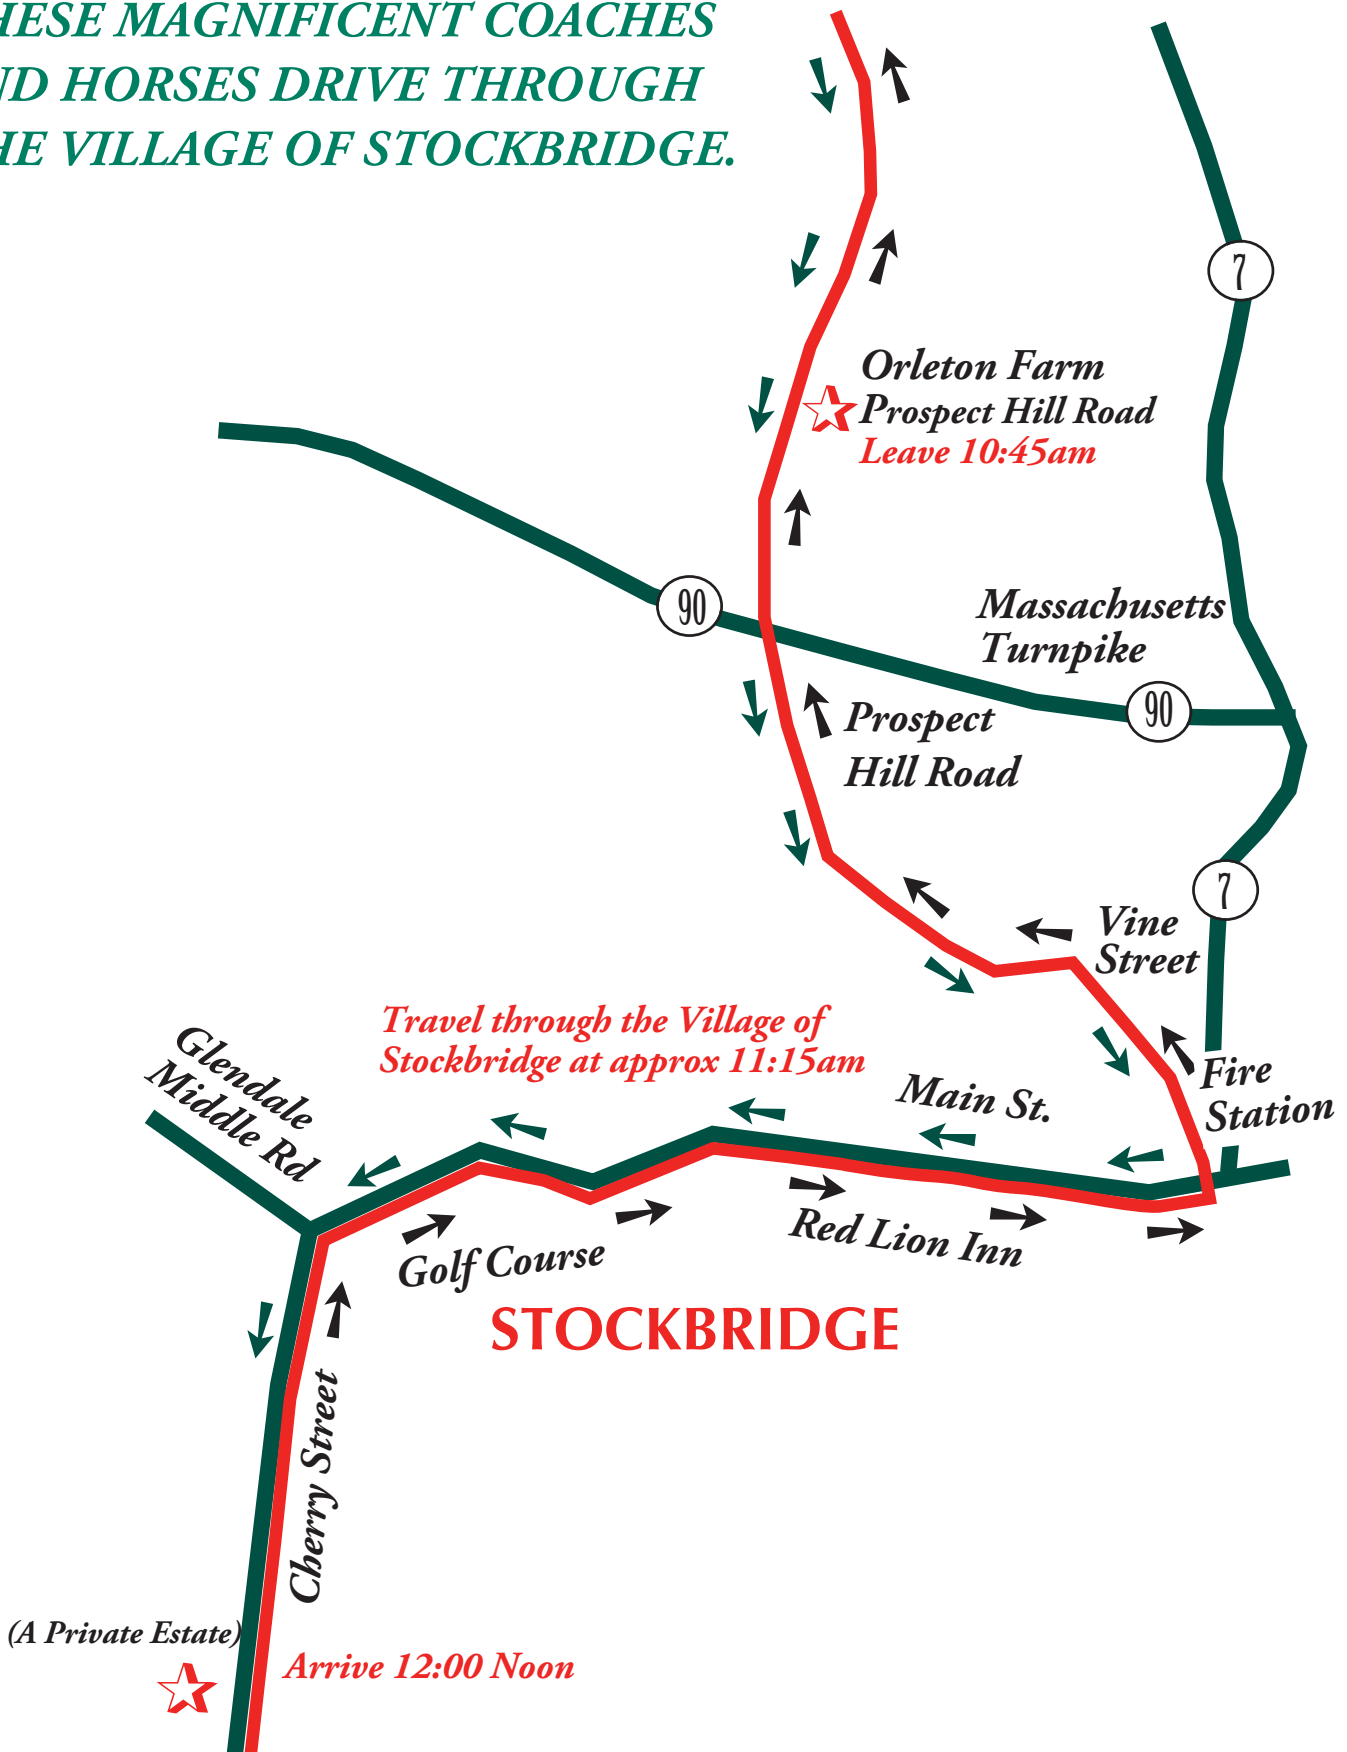 HESE MAGNIFICENT COACHES
ND HORSES DRIVE THROUGH
HE VILLAGE OF STOCKBRIDGE.
7
Orleton Farm
Prospect Hill Road
Leave 10:45am
90
Massachusetts
Turnpike
90
Prospect
Hill Road
7
Vine
Street
Travel through the Village of
Stockbridge at approx 11:15am
Glendale
Middle Rd
Main St.
Fire
Station
Red Lion Inn
Golf Course
STOCKBRIDGE
Cherry Street
(A Private Estate)
Arrive 12:00 Noon